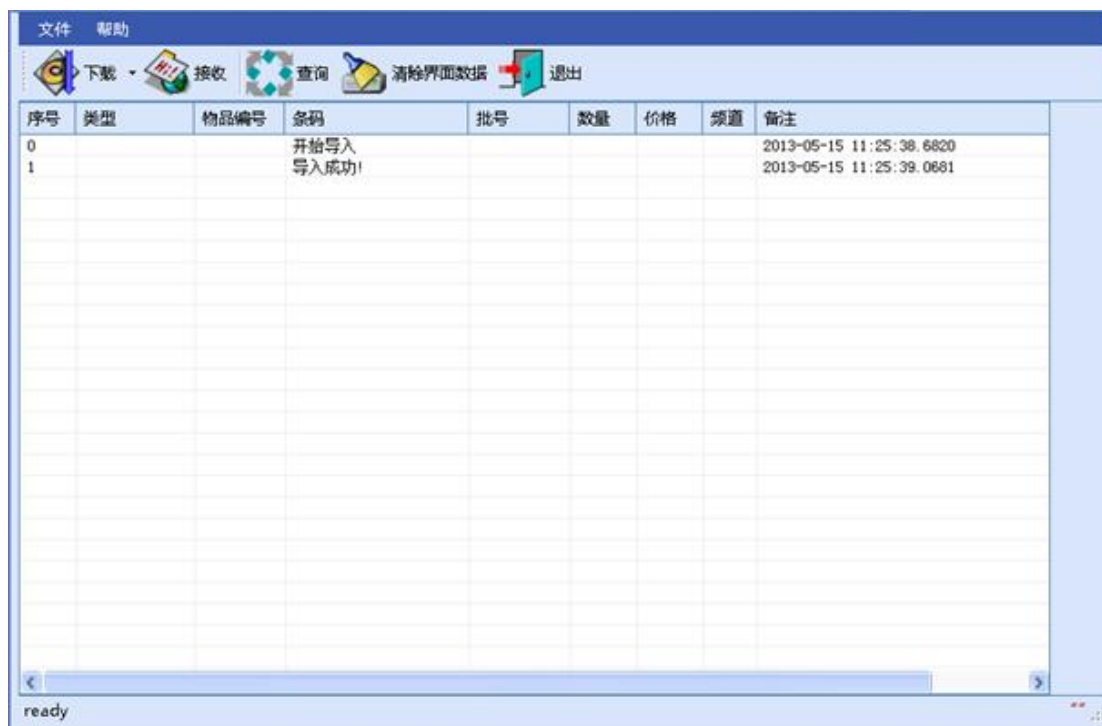 文件 帮助
下载 Hi! 接收 查询 清除界面数据 退出
序号 类型 物品编号 条码 批号 数量 价格 频道 备注
0 开始导入 2013-05-15 11:25:38.6820
1 导入成功! 2013-05-15 11:25:39.0681
ready